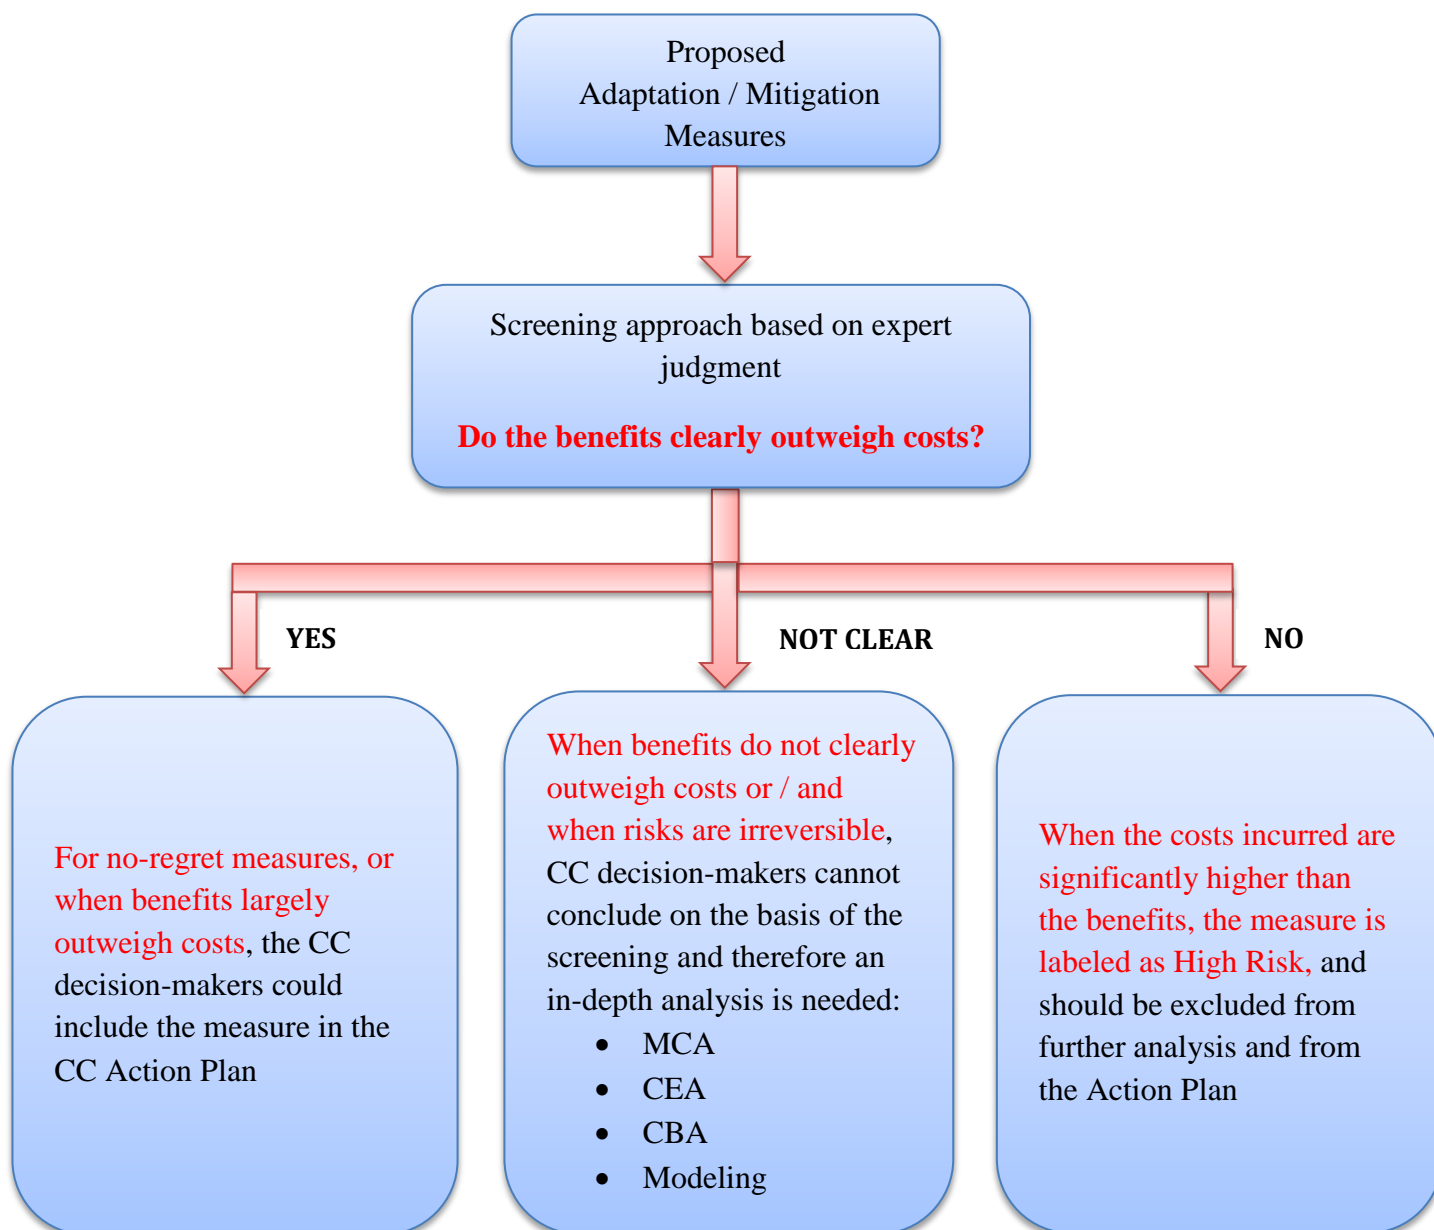 Proposed
Adaptation / Mitigation
Measures
Screening approach based on expert
judgment
Do the benefits clearly outweigh costs?
YES
NOT CLEAR
NO
For no-regret measures, or
when benefits largely
outweigh costs, the CC
decision-makers could
include the measure in the
CC Action Plan
When benefits do not clearly
outweigh costs or / and
when risks are irreversible,
CC decision-makers cannot
conclude on the basis of the
screening and therefore an
in-depth analysis is needed:
• MCA
• CEA
• CBA
• Modeling
When the costs incurred are
significantly higher than
the benefits, the measure is
labeled as High Risk, and
should be excluded from
further analysis and from
the Action Plan